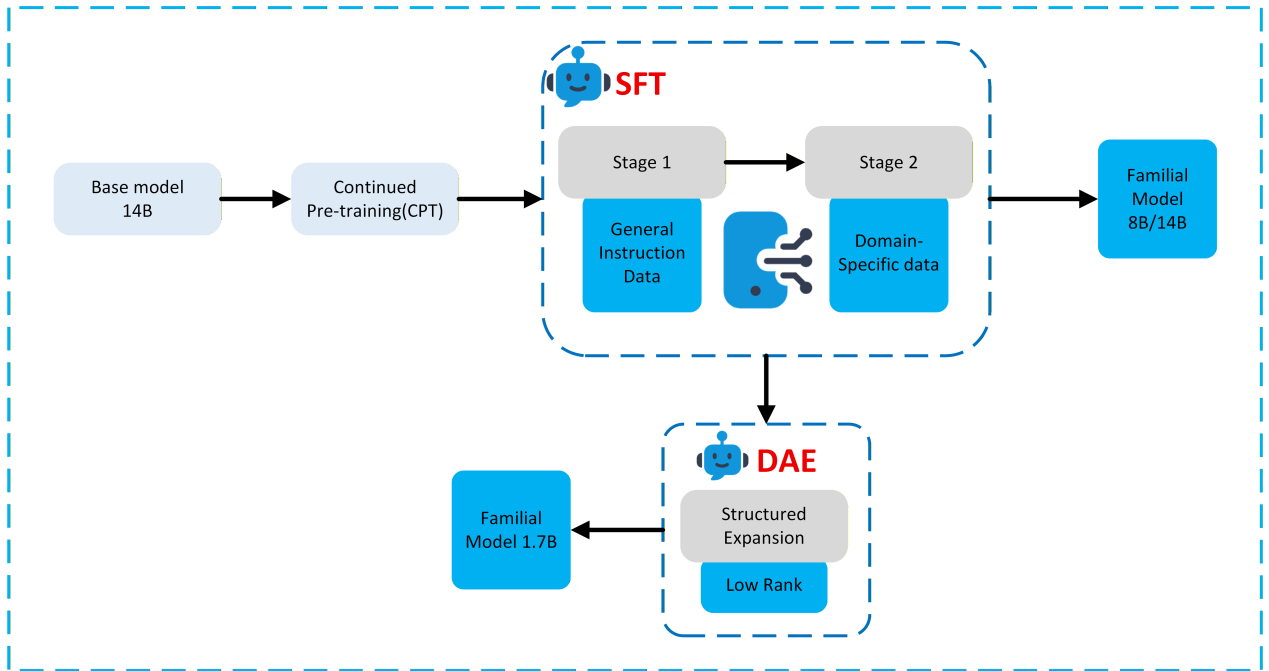 SFT
Base model
14B
Continued
Pre-training(CPT)
Stage 1
General
Instruction
Data
Stage 2
Domain-
Specific data
Familial
Model
8B/14B
DAE
Structured
Expansion
Low Rank
Familial
Model 1.7B